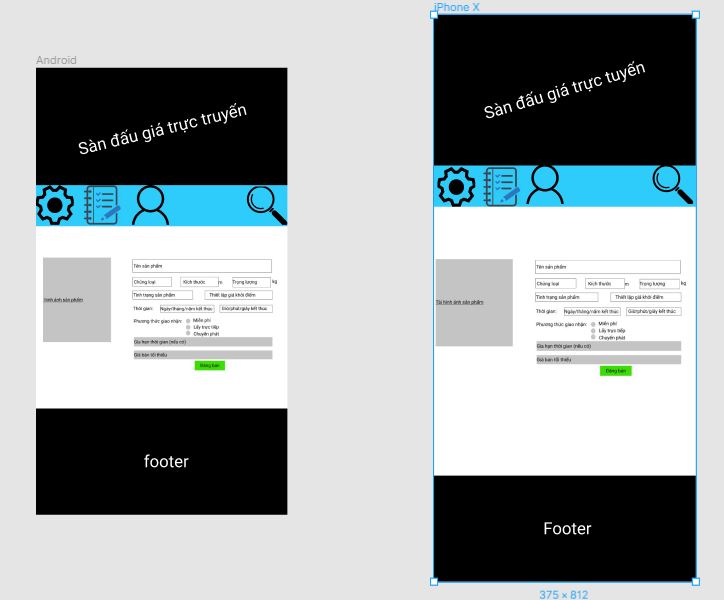 Android
Sàn đấu giá trực truyến
hình ảnh sản phẩm
Tên sản phẩm
Chủng loại
Kích thước
m
Trọng lượng
kg
Tình trạng sản phẩm
Thiết lập giá khởi điểm
Thời gian:
Ngày/tháng/năm kết thúc
Giờ/phút/giây kết thúc
Phương thức giao nhận:
Miễn phí
Lấy trực tiếp
Chuyển phát
Gia hạn thời gian (nếu có)
Giá bán tối thiểu
Đăng bán
footer
iPhone X
Sàn đấu giá trực tuyến
Tải hình ảnh sản phẩm
Tên sản phẩm
Chủng loại
Kích thước
m
Trọng lượng
kg
Tình trạng sản phẩm
Thiết lập giá khởi điểm
Thời gian:
Ngày/tháng/năm kết thúc
Giờ/phút/giây kết thúc
Phương thức giao nhận:
Miễn phí
Lấy trực tiếp
Chuyển phát
Gia hạn thời gian (nếu có)
Giá bán tối thiểu
Đăng bán
Footer
375 × 812